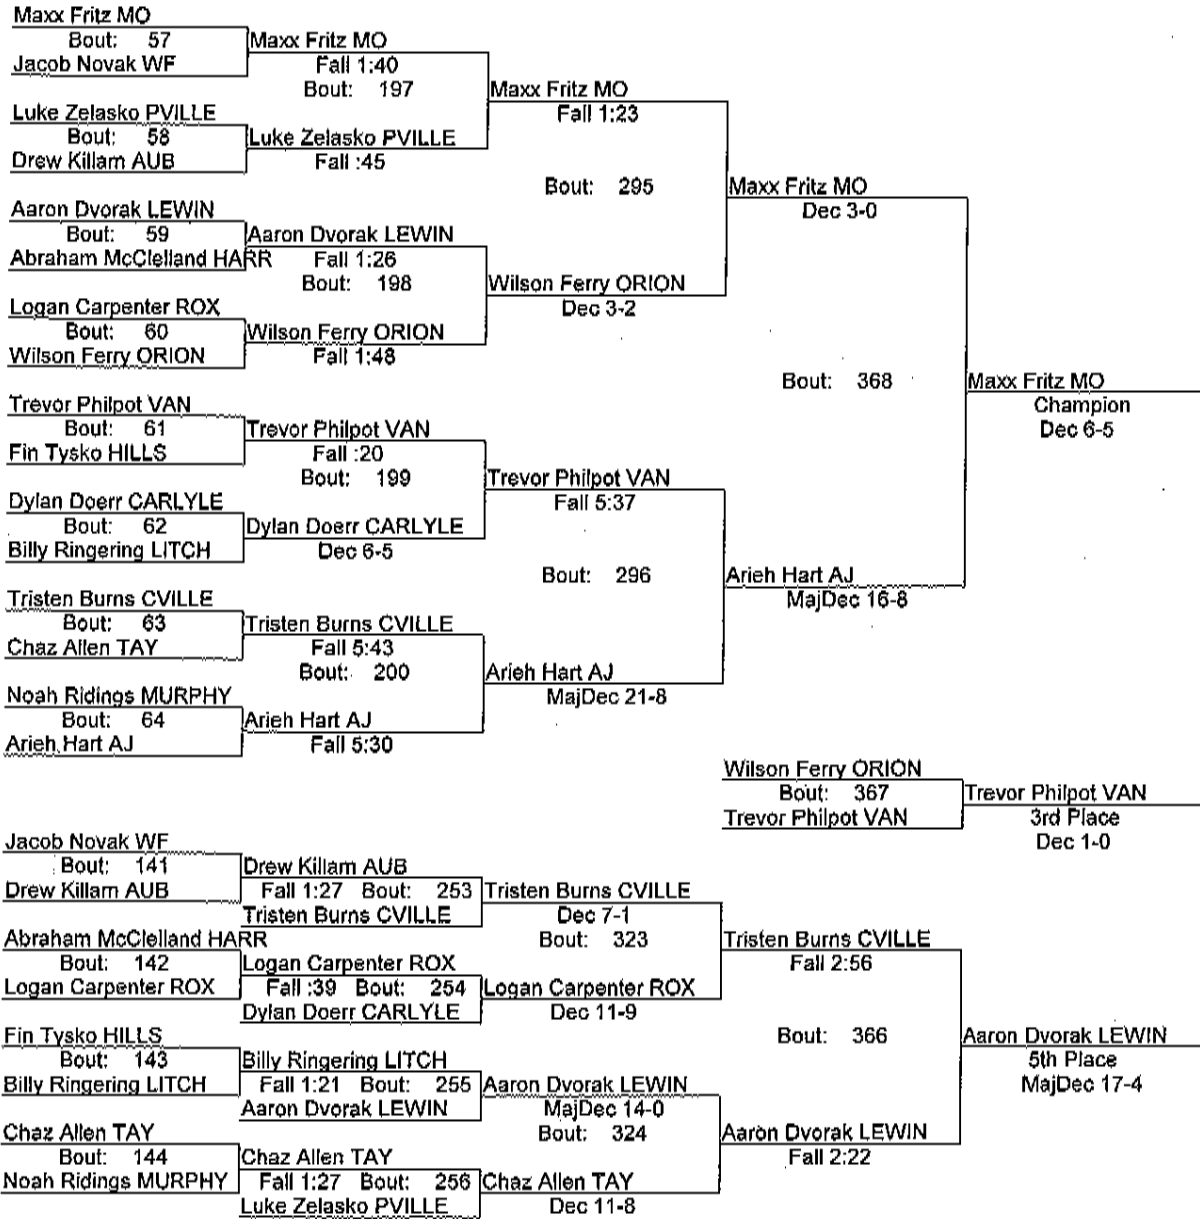 Maxx Fritz MO
Bout: 57
Jacob Novak WF
Maxx Fritz MO
Fall 1:40
Bout: 197
Luke Zelasko PVILLE
Bout: 58
Drew Killam AUB
Luke Zelasko PVILLE
Fall :45
Maxx Fritz MO
Fall 1:23
Bout: 295
Aaron Dvorak LEWIN
Bout: 59
Abraham McClelland HARR
Aaron Dvorak LEWIN
Fall 1:26
Bout: 198
Logan Carpenter ROX
Bout: 60
Wilson Ferry ORION
Wilson Ferry ORION
Fall 1:48
Wilson Ferry ORION
Dec 3-2
Maxx Fritz MO
Dec 3-0
Bout: 368
Maxx Fritz MO
Champion
Dec 6-5
Trevor Philpot VAN
Bout: 61
Fin Tysko HILLS
Trevor Philpot VAN
Fall :20
Bout: 199
Dylan Doerr CARLYLE
Bout: 62
Billy Ringering LITCH
Dylan Doerr CARLYLE
Dec 6-5
Trevor Philpot VAN
Fall 5:37
Bout: 296
Tristen Burns CVILLE
Bout: 63
Chaz Allen TAY
Tristen Burns CVILLE
Fall 5:43
Bout: 200
Noah Ridings MURPHY
Bout: 64
Arieh Hart AJ
Arieh Hart AJ
Fall 5:30
Arieh Hart AJ
MajDec 21-8
Arieh Hart AJ
MajDec 16-8
Wilson Ferry ORION
Bout: 367
Trevor Philpot VAN
Trevor Philpot VAN
3rd Place
Dec 1-0
Jacob Novak WF
Bout: 141
Drew Killam AUB
Drew Killam AUB
Fall 1:27 Bout: 253
Tristen Burns CVILLE
Tristen Burns CVILLE
Dec 7-1
Bout: 323
Abraham McClelland HARR
Bout: 142
Logan Carpenter ROX
Logan Carpenter ROX
Fall :39 Bout: 254
Dylan Doerr CARLYLE
Logan Carpenter ROX
Dec 11-9
Tristen Burns CVILLE
Fall 2:56
Bout: 366
Fin Tysko HILLS
Bout: 143
Billy Ringering LITCH
Billy Ringering LITCH
Fall 1:21 Bout: 255
Aaron Dvorak LEWIN
Aaron Dvorak LEWIN
MajDec 14-0
Bout: 324
Chaz Allen TAY
Bout: 144
Noah Ridings MURPHY
Chaz Allen TAY
Fall 1:27 Bout: 256
Luke Zelasko PVILLE
Chaz Allen TAY
Dec 11-8
Aaron Dvorak LEWIN
Fall 2:22
Aaron Dvorak LEWIN
5th Place
MajDec 17-4